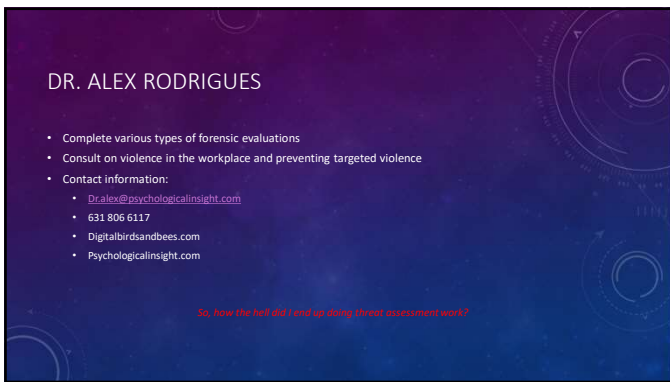 DR. ALEX RODRIGUES
• Complete various types of forensic evaluations
• Consult on violence in the workplace and preventing targeted violence
• Contact information:
• Dr.alex@psychologicalinsight.com
• 631 806 6117
• Digitalbirdsandbees.com
• Psychologicalinsight.com
So, how the hell did I end up doing threat assessment work?